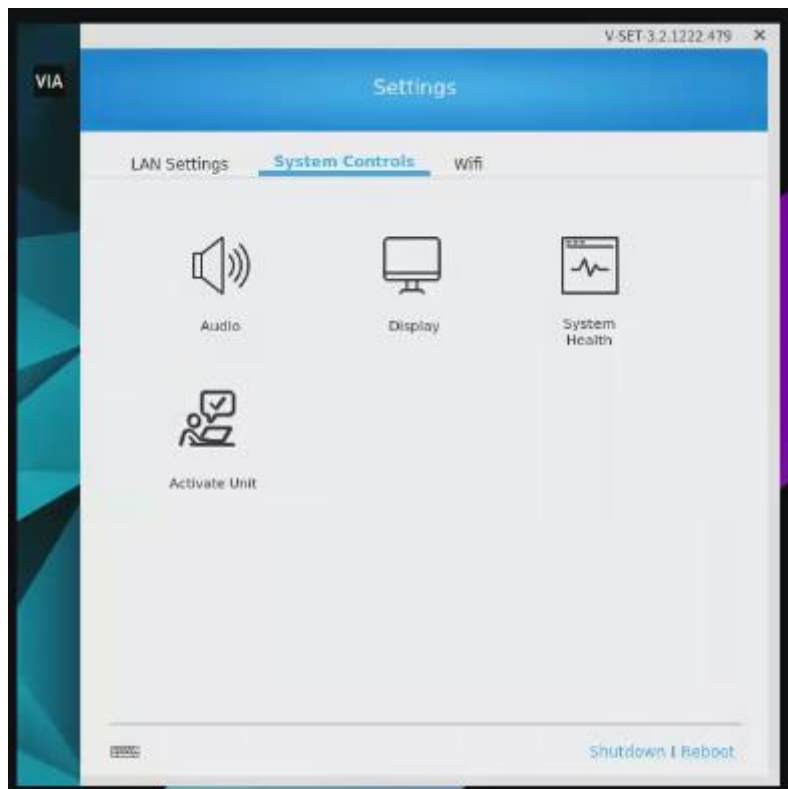 V-SET-3.2.1222.479 ×
VIA
Settings
LAN Settings System Controls Wifi
Audio Display System
Health
Activate Unit
Shutdown | Reboot